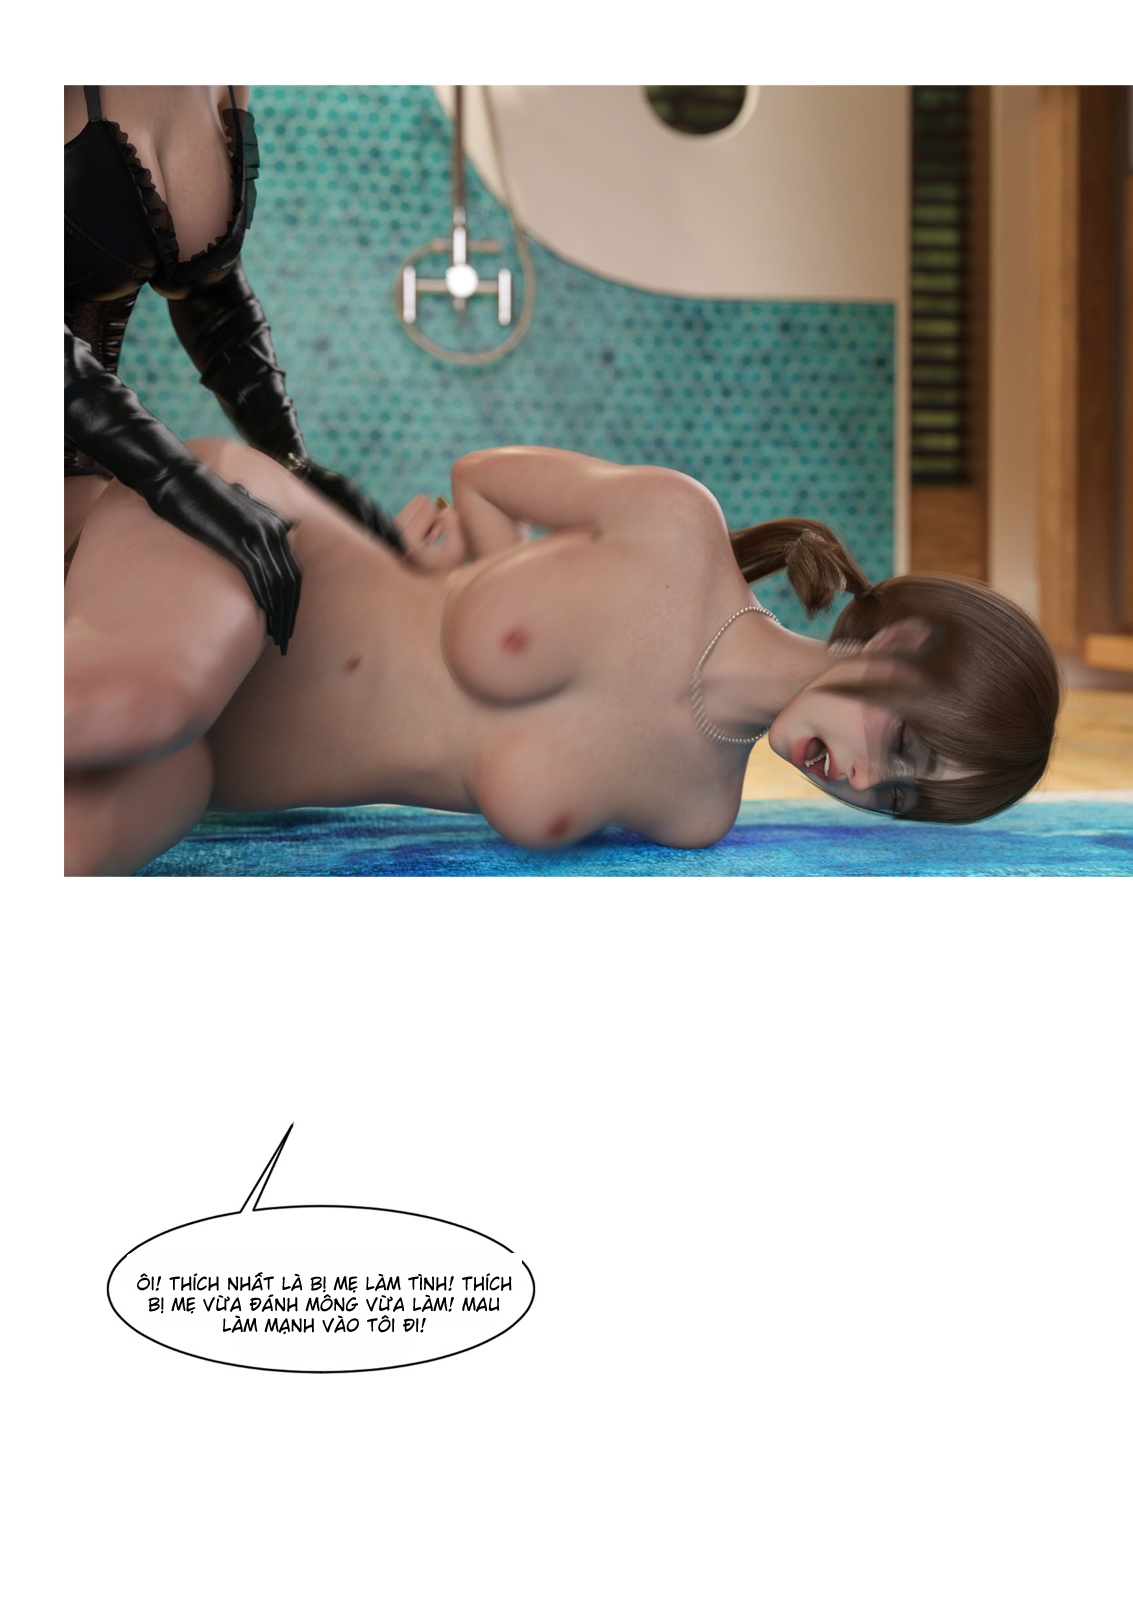 ÔI! THÍCH NHẤT LÀ BỊ MẸ LÀM TÌNH! THÍCH
BỊ MẸ VỪA ĐÁNH MÔNG VỪA LÀM! MAU
LÀM MẠNH VÀO TÔI ĐI!